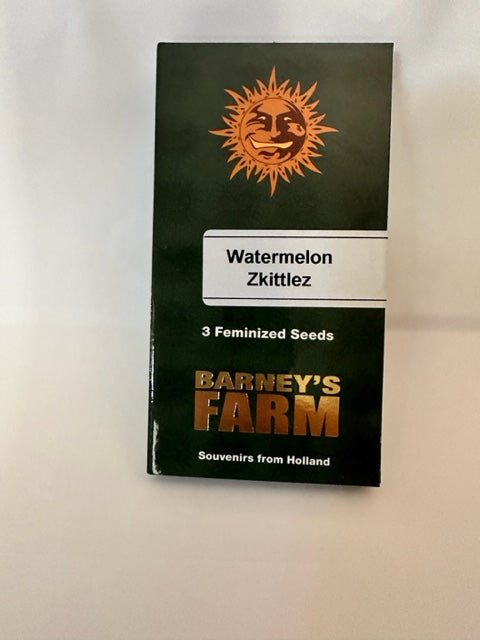 Watermelon
Zkittlez
3 Feminized Seeds
BARNEY'S
FARM
Souvenirs from Holland